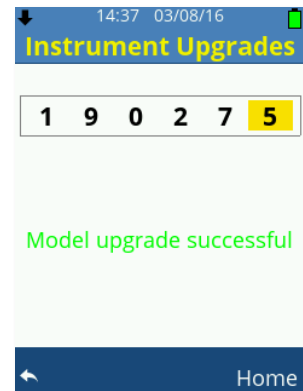 14:37 03/08/16
Instrument Upgrades
1 9 0 2 7 5
Model upgrade successful
Home